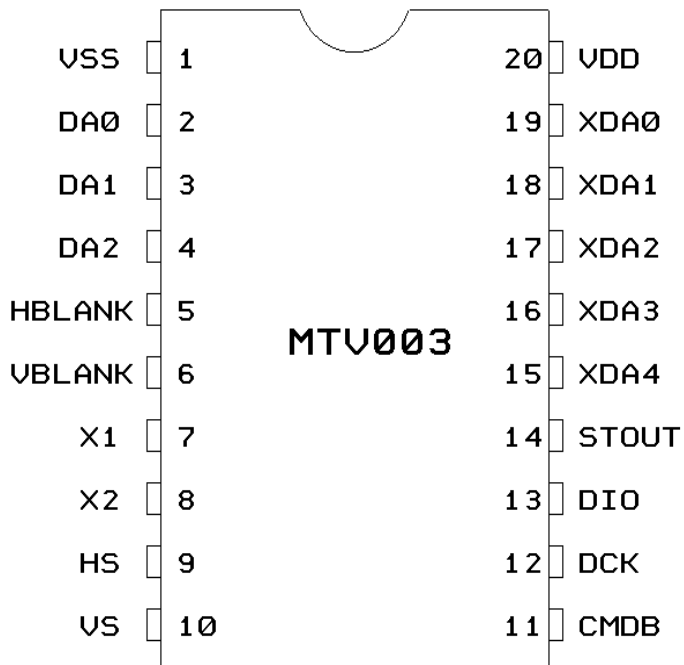 VSS 1 20 VDD
DA0 2 19 XDA0
DA1 3 18 XDA1
DA2 4 17 XDA2
HBLANK 5 16 XDA3
MTV003
VBLANK 6 15 XDA4
X1 7 14 STOUT
X2 8 13 DIO
HS 9 12 DCK
VS 10 11 CMDB